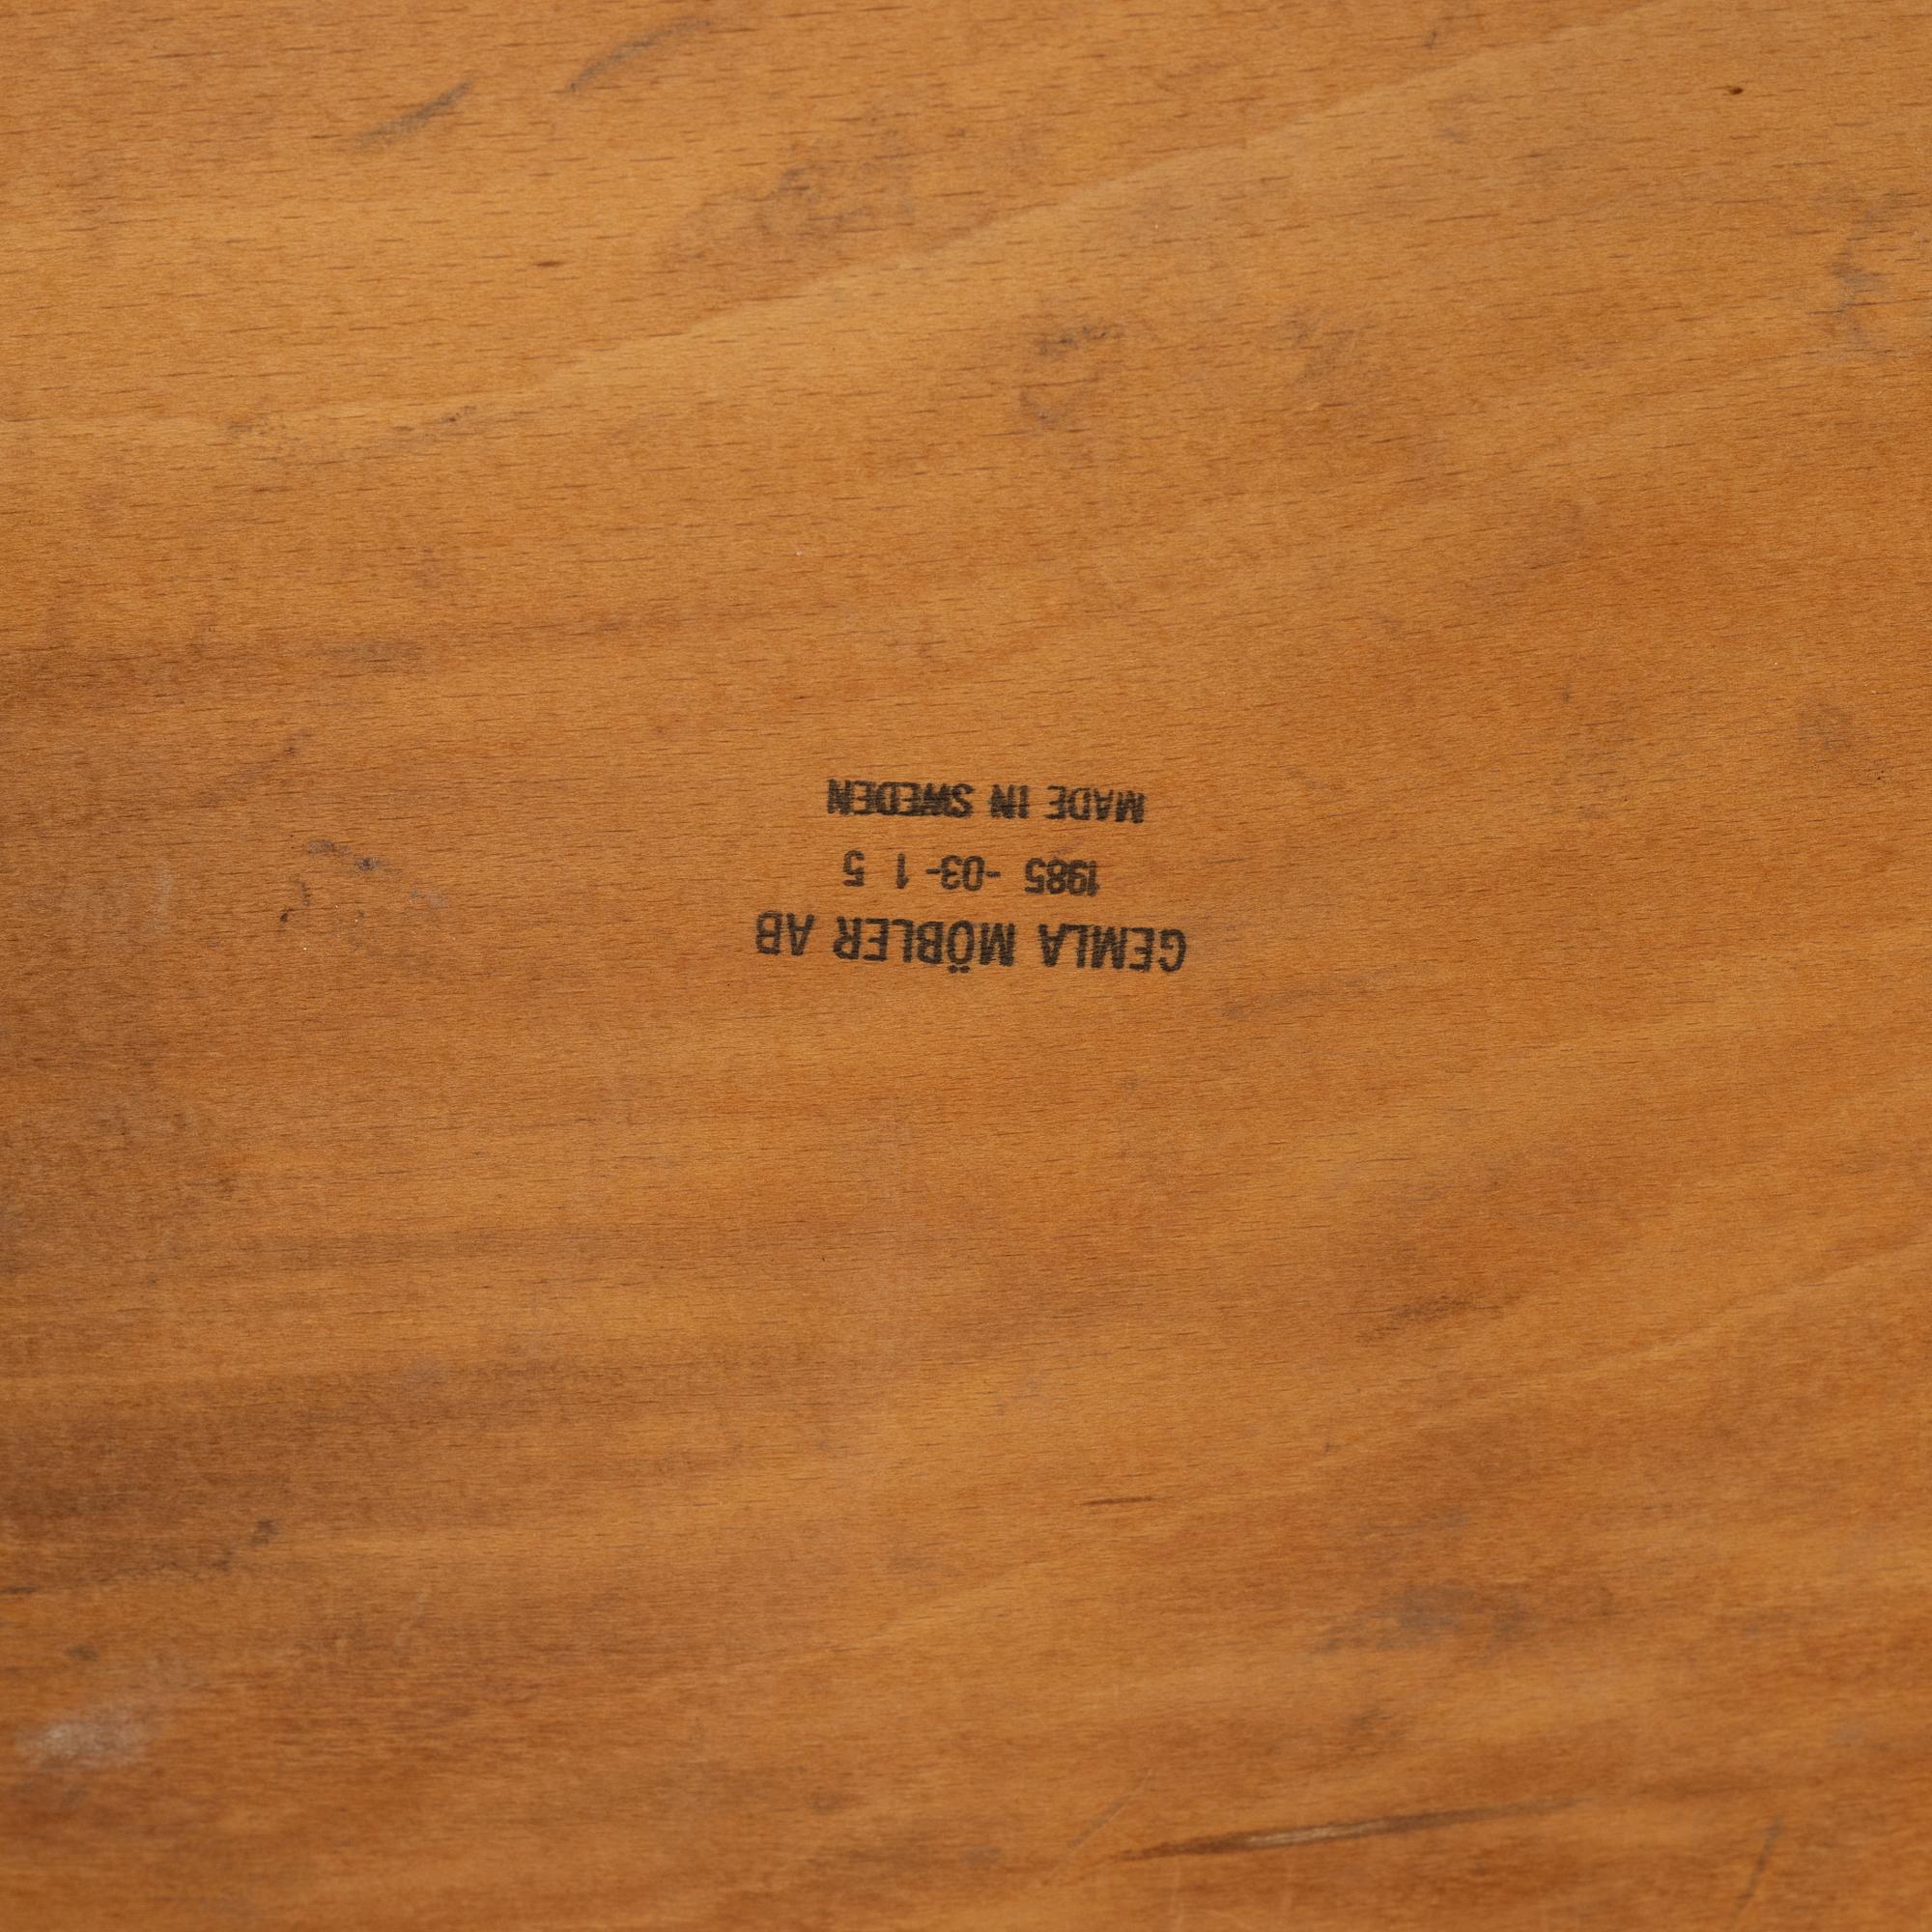 GEMLA MÖBLER AB
1985 -03- 1 5
MADE IN SWEDEN